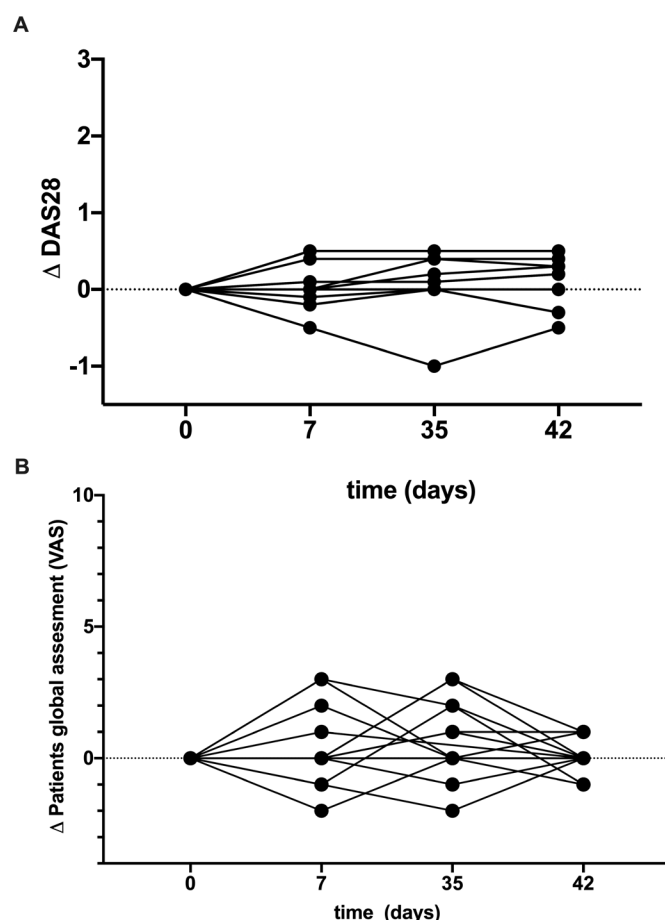 A
3
2
1
0
-1
Δ DAS28
0 7 35 42
time (days)
B
10
5
0
Δ Patients global assesment (VAS)
0 7 35 42
time (days)